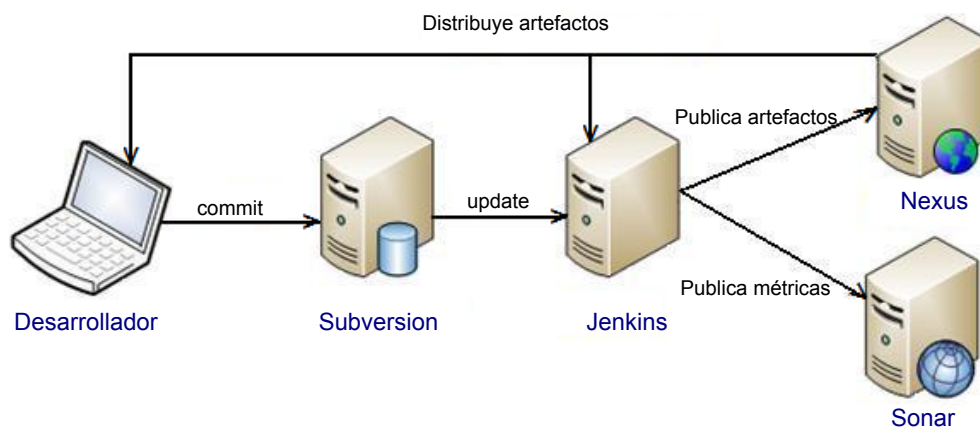 Distribuye artefactos
Publica artefactos
commit
update
Nexus
Publica métricas
Desarrollador
Subversion
Jenkins
Sonar